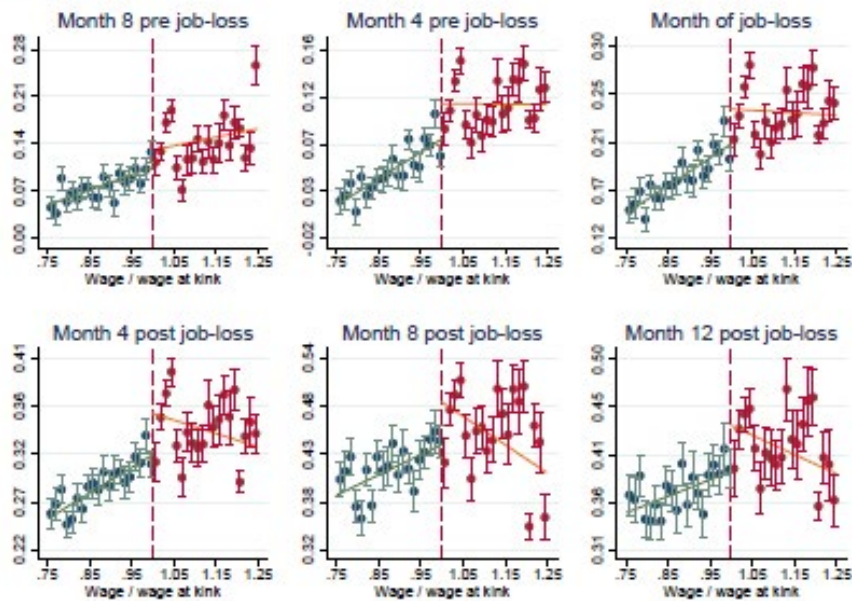 Month 8 pre job-loss
0.28
0.21
0.14
0.07
0.00
.75 .85 .95 1.05 1.15 1.25
Wage / wage at kink
Month 4 pre job-loss
0.16
0.12
0.07
0.03
-0.02
.75 .85 .95 1.05 1.15 1.25
Wage / wage at kink
Month of job-loss
0.30
0.25
0.21
0.17
0.12
.75 .85 .95 1.05 1.15 1.25
Wage / wage at kink
Month 4 post job-loss
0.41
0.36
0.32
0.27
0.22
.75 .85 .95 1.05 1.15 1.25
Wage / wage at kink
Month 8 post job-loss
0.54
0.48
0.43
0.38
0.32
.75 .85 .95 1.05 1.15 1.25
Wage / wage at kink
Month 12 post job-loss
0.50
0.45
0.41
0.36
0.31
.75 .85 .95 1.05 1.15 1.25
Wage / wage at kink